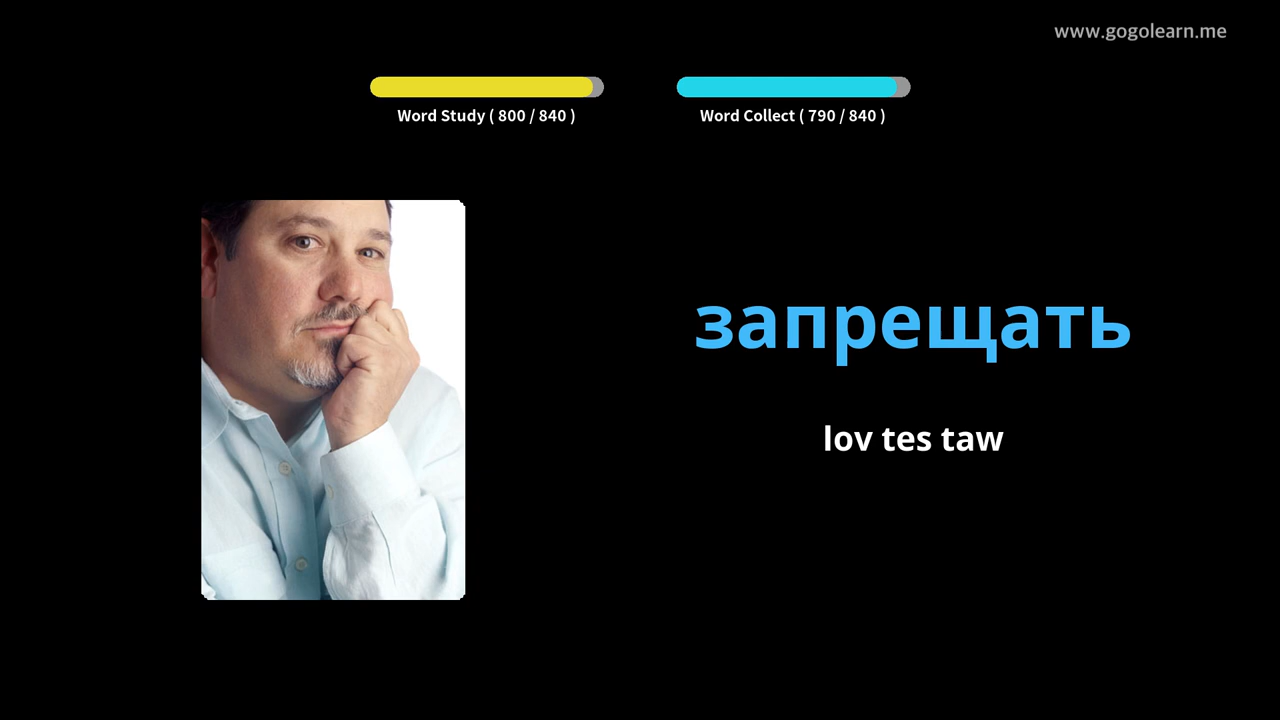 www.gogolearn.me
Word Study ( 800 / 840 )
Word Collect ( 790 / 840 )
запрещать
lov tes taw